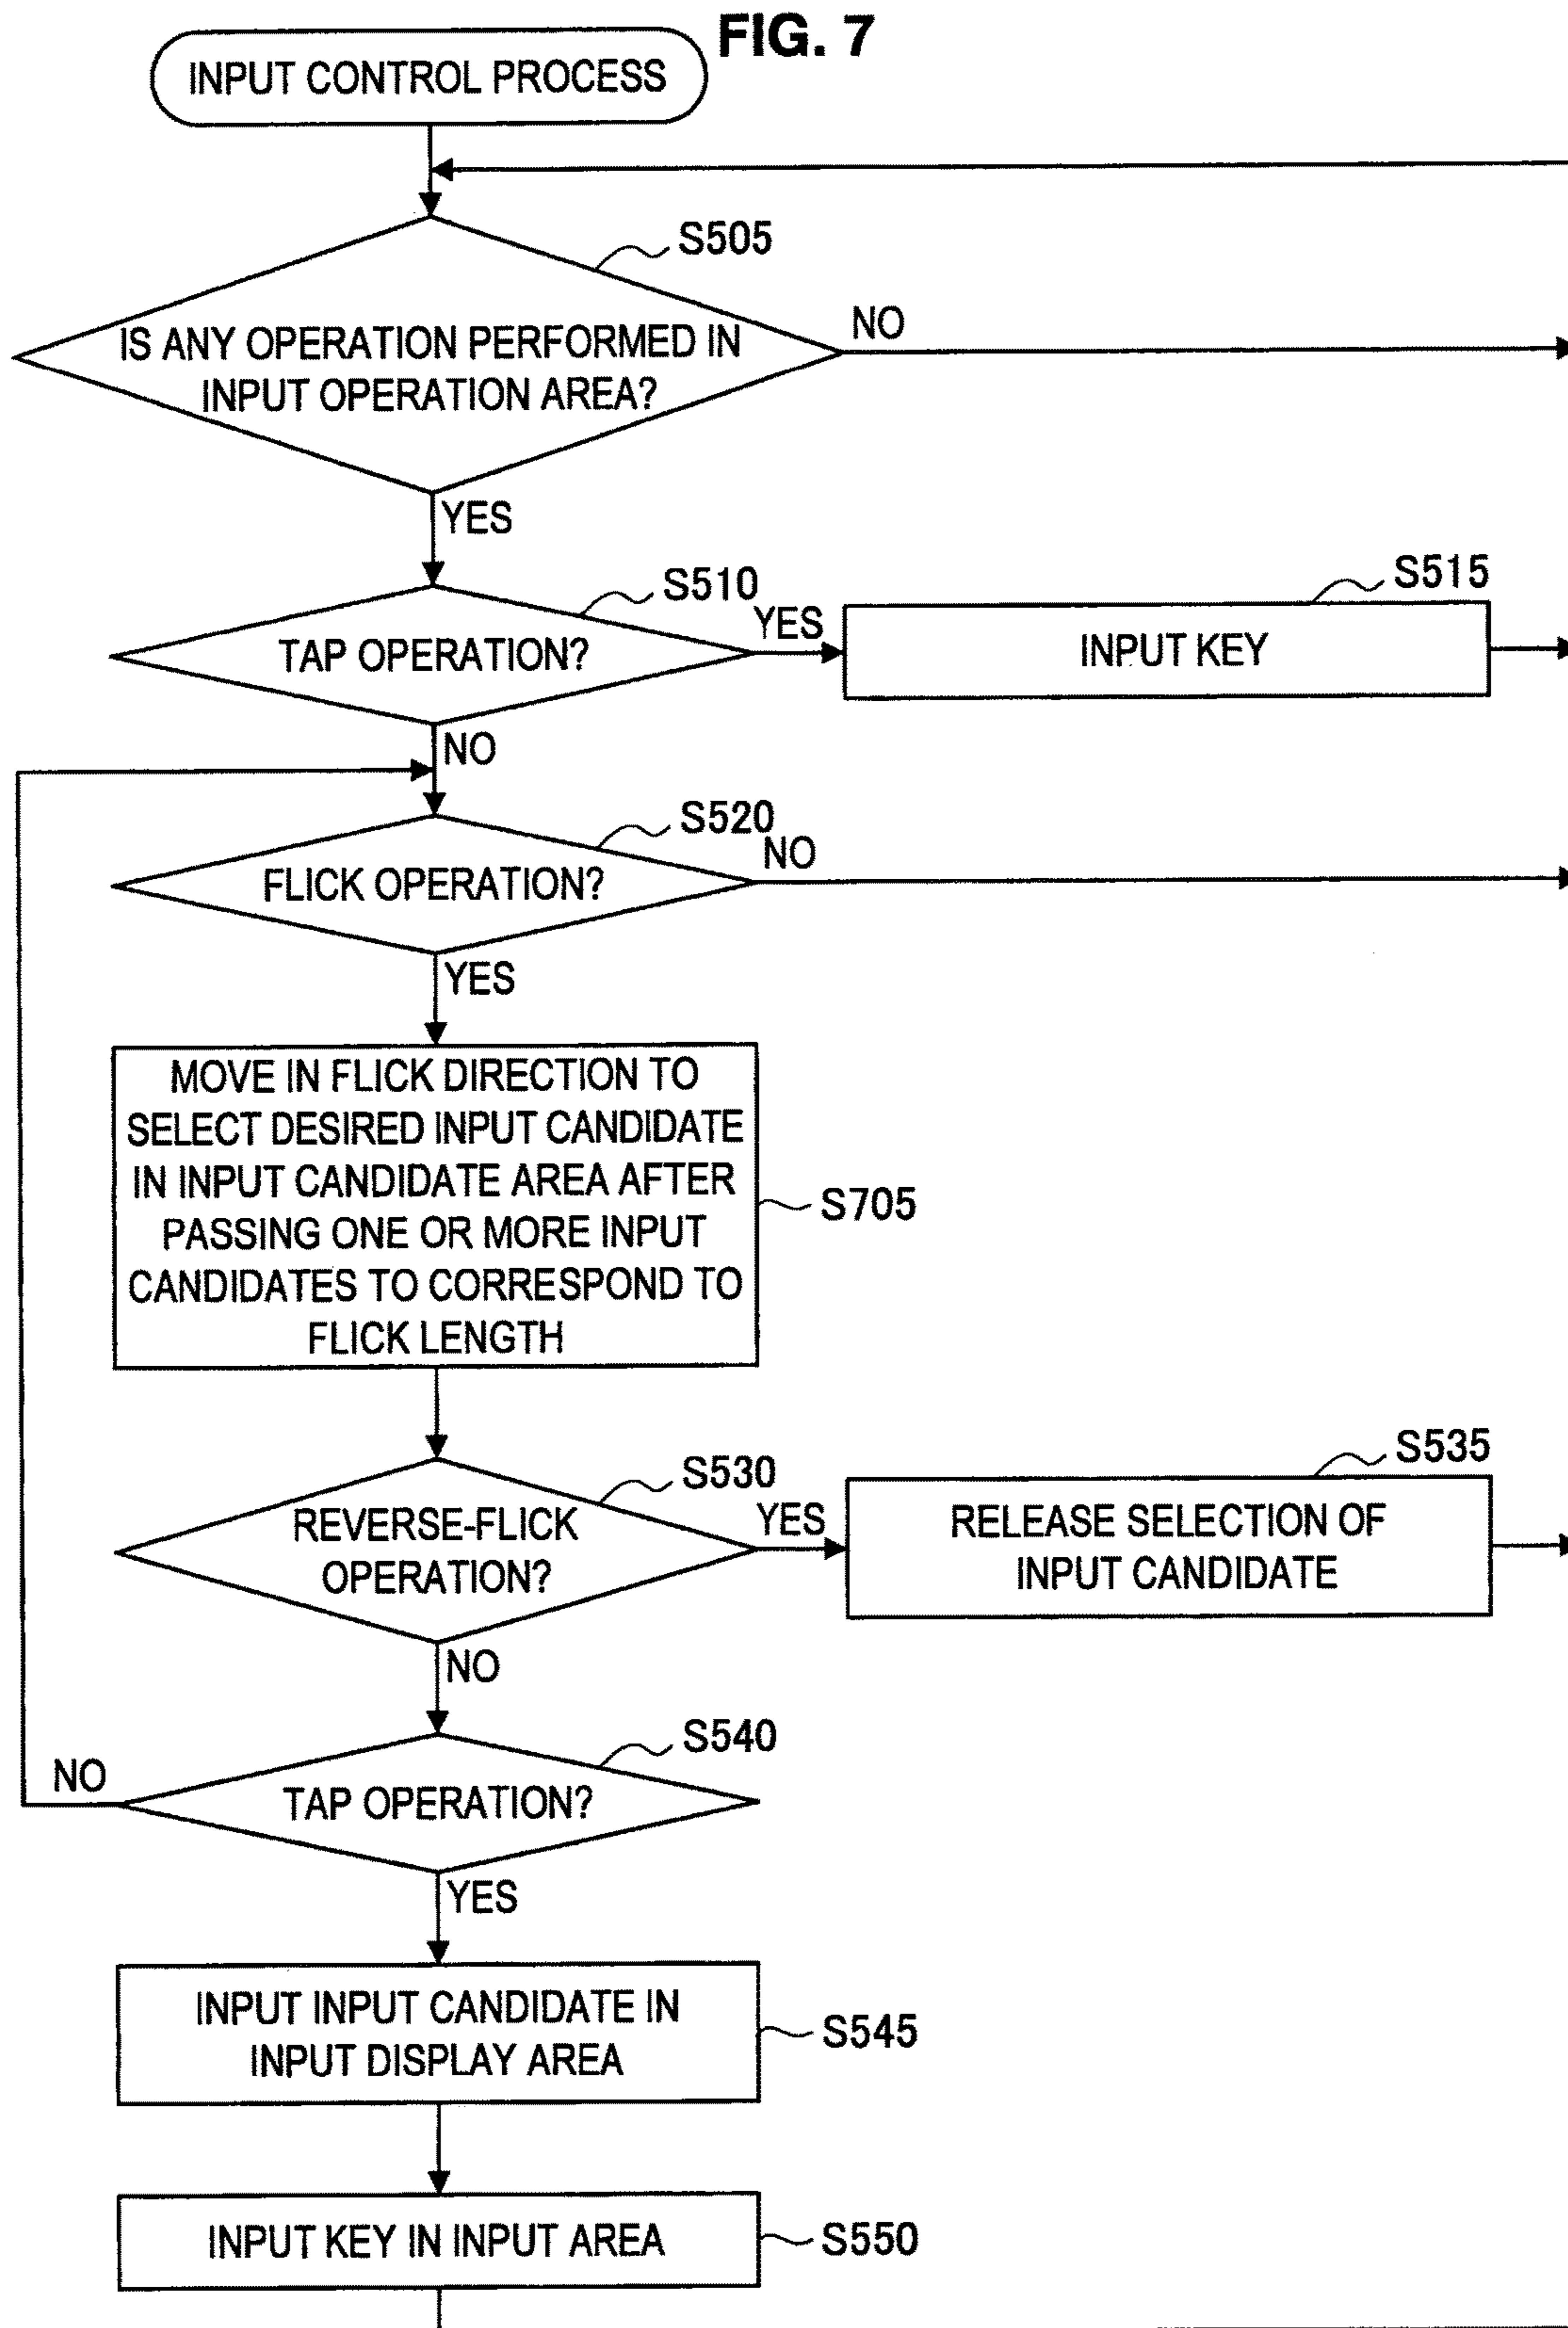 FIG. 7
INPUT CONTROL PROCESS
S505
IS ANY OPERATION PERFORMED IN
INPUT OPERATION AREA?
NO
YES
S510
TAP OPERATION?
YES
S515
INPUT KEY
NO
S520
FLICK OPERATION?
NO
YES
MOVE IN FLICK DIRECTION TO
SELECT DESIRED INPUT CANDIDATE
IN INPUT CANDIDATE AREA AFTER
PASSING ONE OR MORE INPUT
CANDIDATES TO CORRESPOND TO
FLICK LENGTH
S705
S530
REVERSE-FLICK
OPERATION?
YES
S535
RELEASE SELECTION OF
INPUT CANDIDATE
NO
S540
TAP OPERATION?
NO
YES
INPUT INPUT CANDIDATE IN
INPUT DISPLAY AREA
S545
INPUT KEY IN INPUT AREA
S550